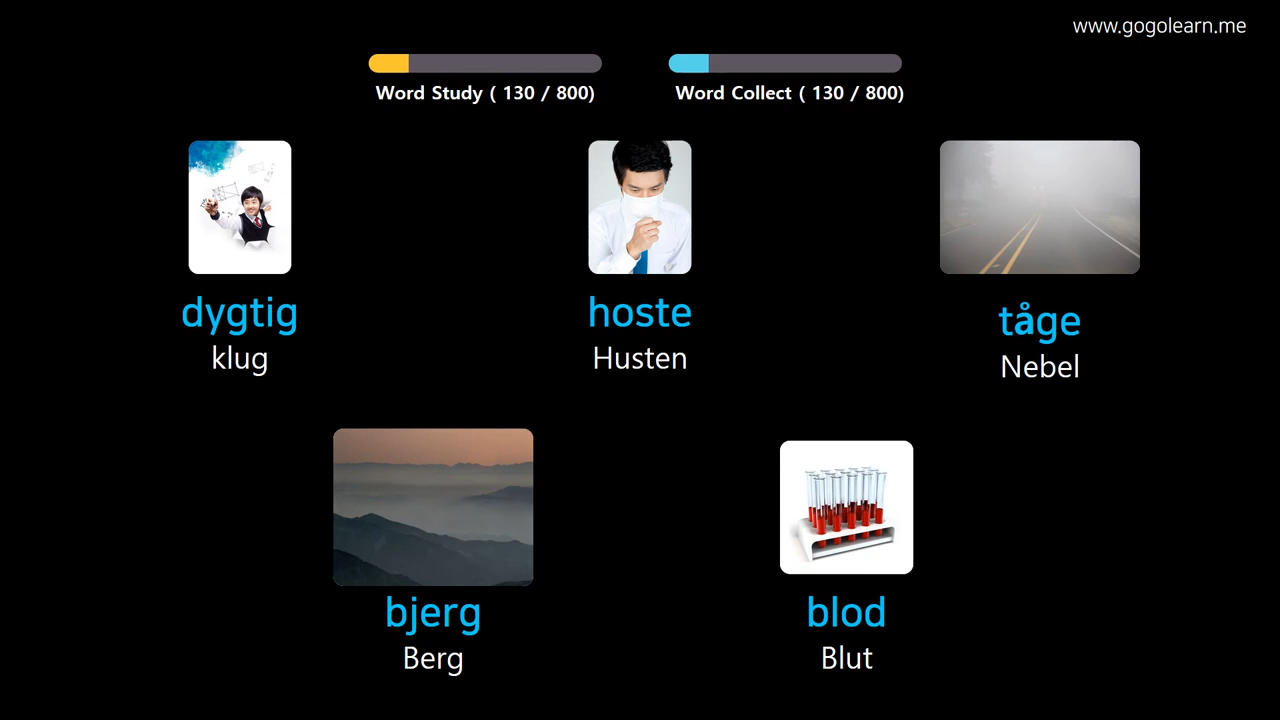 www.gogolearn.me
Word Study ( 130 / 800)
Word Collect ( 130 / 800)
dygtig
klug
hoste
Husten
tåge
Nebel
bjerg
Berg
blod
Blut